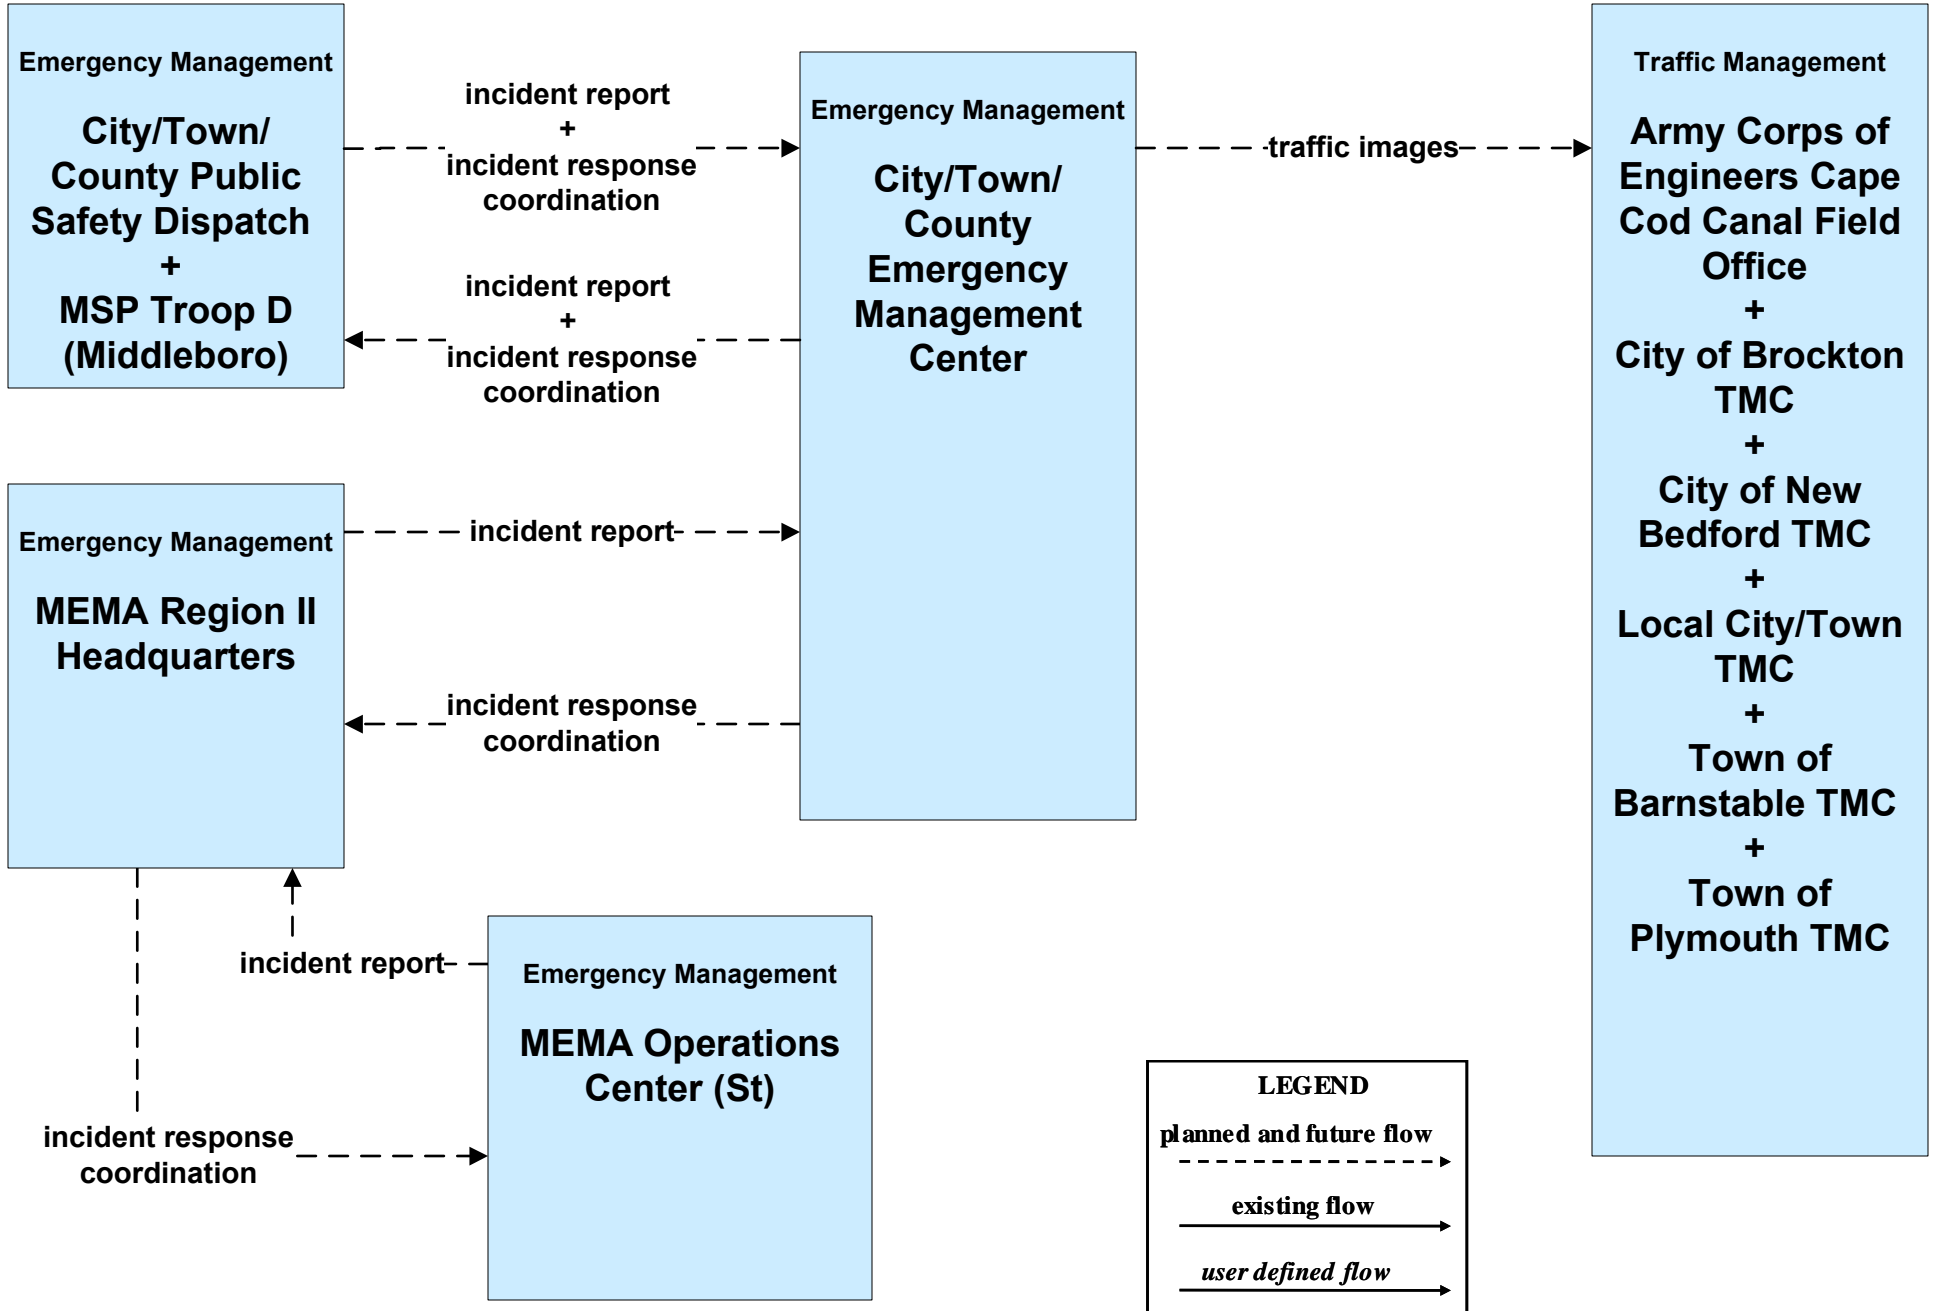 Emergency Management
City/Town/
County Public
Safety Dispatch
+
MSP Troop D
(Middleboro)
incident report
+
incident response
coordination
incident report
+
incident response
coordination
Emergency Management
City/Town/
County
Emergency
Management
Center
traffic images
Traffic Management
Army Corps of
Engineers Cape
Cod Canal Field
Office
+
City of Brockton
TMC
+
City of New
Bedford TMC
+
Local City/Town
TMC
+
Town of
Barnstable TMC
+
Town of
Plymouth TMC
Emergency Management
MEMA Region II
Headquarters
incident report
incident response
coordination
incident report
Emergency Management
MEMA Operations
Center (St)
incident response
coordination
LEGEND
planned and future flow
existing flow
user defined flow